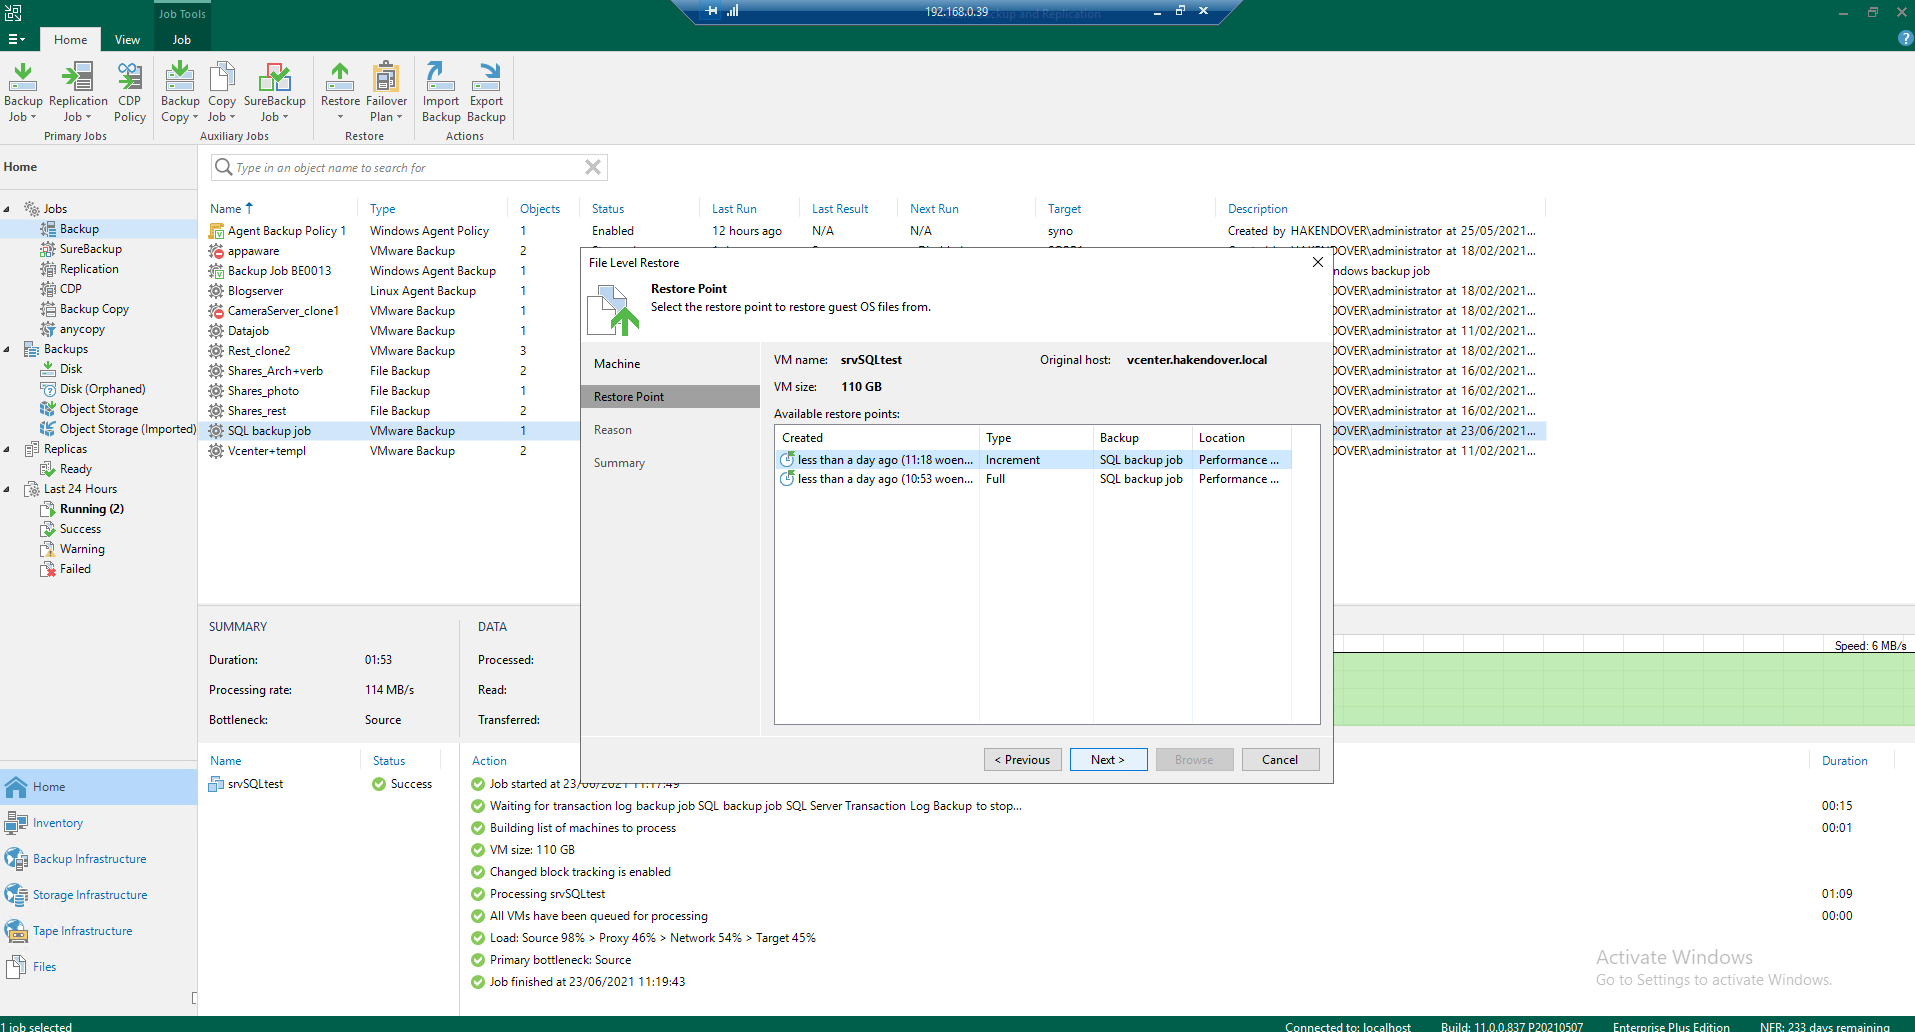 Job Tools
192.168.0.39
ckup and Replication
Home
View
Job
Backup Job
Replication Job
CDP Policy
Backup Copy
Copy Job
SureBackup Job
Restore
Failover Plan
Import Backup
Export Backup
Primary Jobs
Auxiliary Jobs
Restore
Actions
Home
Type in an object name to search for
Jobs
Backup
SureBackup
Replication
CDP
Backup Copy
anycopy
Backups
Disk
Disk (Orphaned)
Object Storage
Object Storage (Imported)
Replicas
Ready
Last 24 Hours
Running (2)
Success
Warning
Failed
Home
Inventory
Backup Infrastructure
Storage Infrastructure
Tape Infrastructure
Files
Name Type Objects Status Last Run Last Result Next Run Target Description
Agent Backup Policy 1 Windows Agent Policy 1 Enabled 12 hours ago N/A N/A syno Created by HAKENDOVER\administrator at 25/05/2021...
appaware VMware Backup 2 OVER\administrator at 18/02/2021...
Backup Job BE0013 Windows Agent Backup 1 ndows backup job
Blogserver Linux Agent Backup 1 OVER\administrator at 18/02/2021...
CameraServer_clone1 VMware Backup 1 OVER\administrator at 18/02/2021...
Datajob VMware Backup 1 OVER\administrator at 11/02/2021...
Rest_clone2 VMware Backup 3 OVER\administrator at 18/02/2021...
Shares_Arch+verb File Backup 2 OVER\administrator at 16/02/2021...
Shares_photo File Backup 1 OVER\administrator at 16/02/2021...
Shares_rest File Backup 2 OVER\administrator at 16/02/2021...
SQL backup job VMware Backup 1 OVER\administrator at 23/06/2021...
Vcenter+templ VMware Backup 2 OVER\administrator at 11/02/2021...
File Level Restore
Restore Point
Select the restore point to restore guest OS files from.
Machine
Restore Point
Reason
Summary
VM name: srvSQLtest Original host: vcenter.hakendover.local
VM size: 110 GB
Available restore points:
Created Type Backup Location
less than a day ago (11:18 woen... Increment SQL backup job Performance ...
less than a day ago (10:53 woen... Full SQL backup job Performance ...
< Previous Next > Browse Cancel
SUMMARY
Duration: 01:53
Processing rate: 114 MB/s
Bottleneck: Source
DATA
Processed:
Read:
Transferred:
Speed: 6 MB/s
Name Status
srvSQLtest Success
Action Duration
Job started at 23/06/2021 11:17:49
Waiting for transaction log backup job SQL backup job SQL Server Transaction Log Backup to stop... 00:15
Building list of machines to process 00:01
VM size: 110 GB
Changed block tracking is enabled
Processing srvSQLtest 01:09
All VMs have been queued for processing 00:00
Load: Source 98% > Proxy 46% > Network 54% > Target 45%
Primary bottleneck: Source
Job finished at 23/06/2021 11:19:43
Activate Windows
Go to Settings to activate Windows.
1 job selected
Connected to: localhost Build: 11.0.0.837 P20210507 Enterprise Plus Edition NFR: 233 days remaining